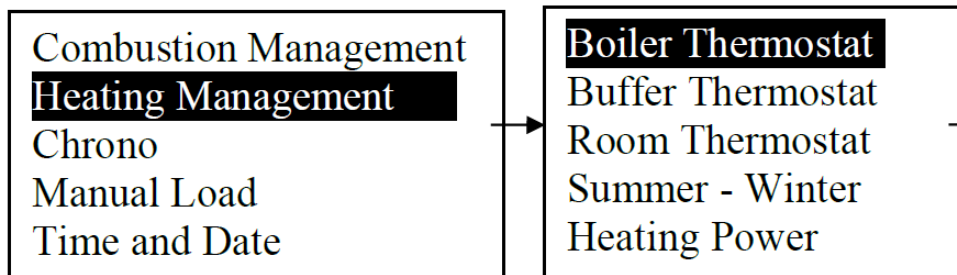 Combustion Management
Heating Management
Chrono
Manual Load
Time and Date
Boiler Thermostat
Buffer Thermostat
Room Thermostat
Summer - Winter
Heating Power